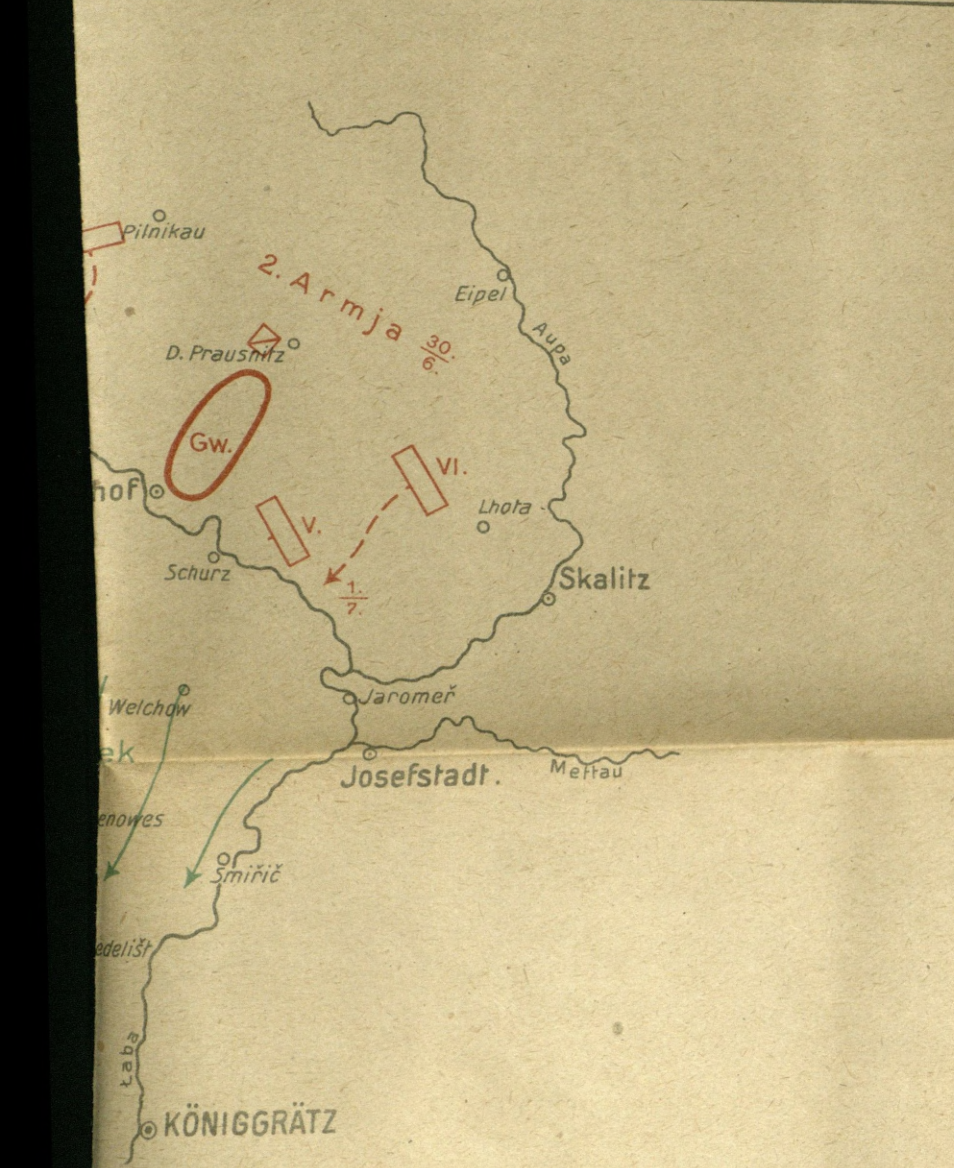 Pilnikau
2. Armja 30./6.
Eipel
Aupa
D. Prausnitz
Gw.
VI.
hof
V.
Lhota
Schurz
1./7.
Skalitz
Welchow
Jaromeř
ek
Josefstadt.
Mettau
enowes
Smiřič
edelišt
Łaba
KÖNIGGRÄTZ